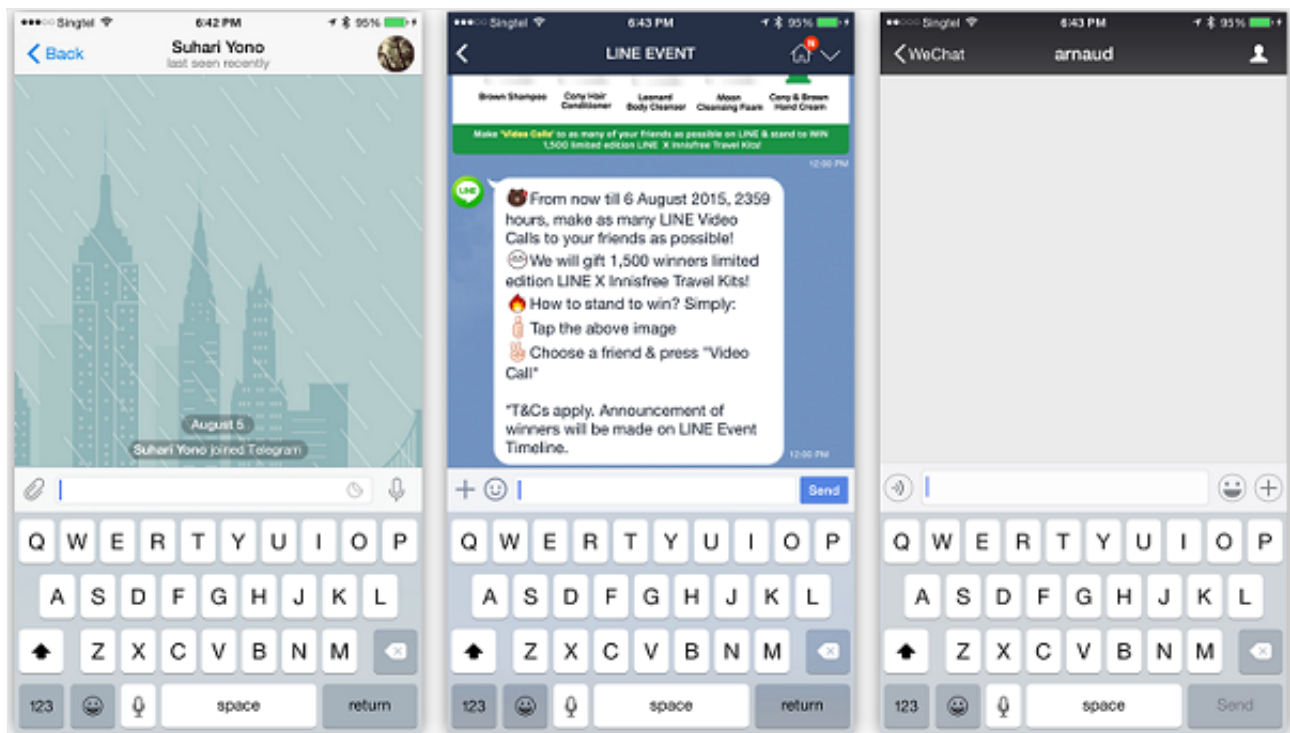 Singtel 6:42 PM 95%
Back Suhari Yono
last seen recently
August 5
Suhari Yono joined Telegram
Q W E R T Y U I O P
A S D F G H J K L
Z X C V B N M
123 space return
Singtel 6:43 PM 95%
LINE EVENT N
Brown Shampoo Cony Hair Conditioner Leonard Body Cleanser Moon Cleansing Foam Cony & Brown Hand Cream
Make "Video Calls" to as many of your friends as possible on LINE & stand to WIN
1,500 limited edition LINE X Innisfree Travel Kits!
12:00 PM
LINE
From now till 6 August 2015, 2359
hours, make as many LINE Video
Calls to your friends as possible!
We will gift 1,500 winners limited
edition LINE X Innisfree Travel Kits!
How to stand to win? Simply:
Tap the above image
Choose a friend & press "Video
Call"
*T&Cs apply. Announcement of
winners will be made on LINE Event
Timeline.
12:00 PM
Send
Q W E R T Y U I O P
A S D F G H J K L
Z X C V B N M
123 space return
Singtel 6:43 PM 95%
WeChat arnaud
Q W E R T Y U I O P
A S D F G H J K L
Z X C V B N M
123 space Send